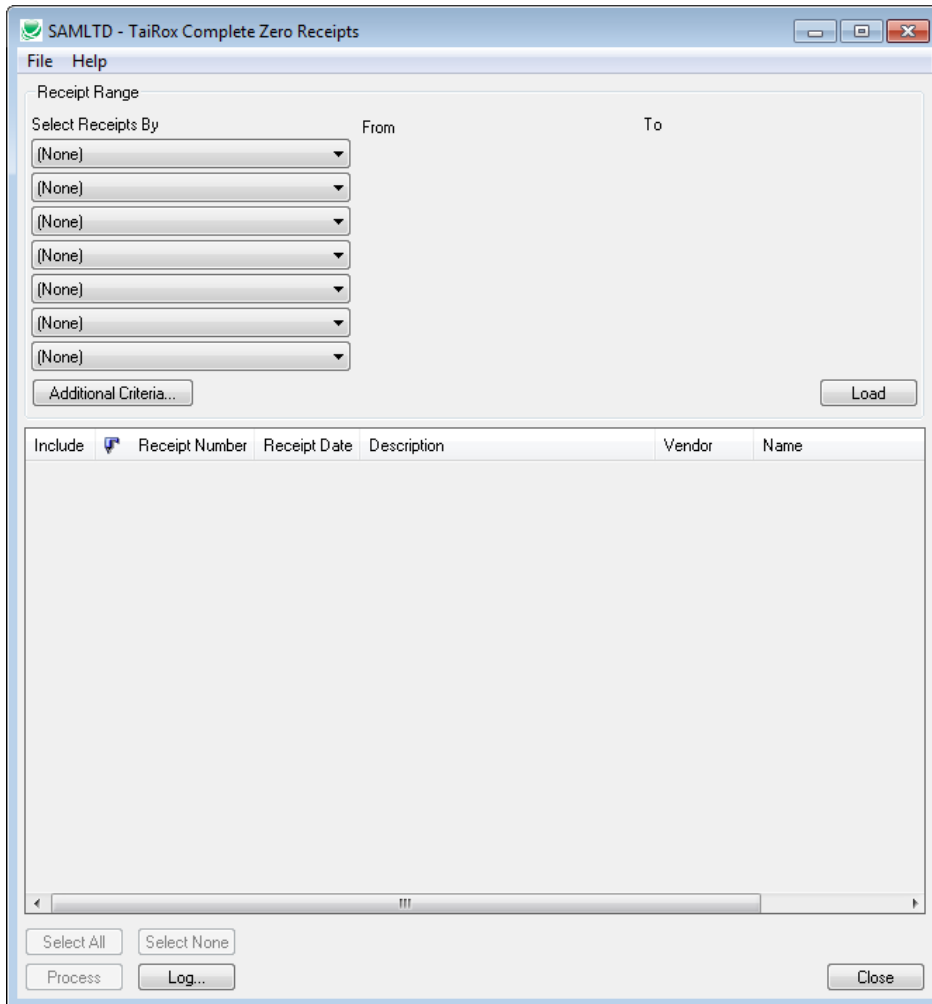 SAMLTD - TaiRox Complete Zero Receipts
File Help
Receipt Range
Select Receipts By From To
(None)
(None)
(None)
(None)
(None)
(None)
(None)
Additional Criteria... Load
Include Receipt Number Receipt Date Description Vendor Name
Select All Select None
Process Log... Close